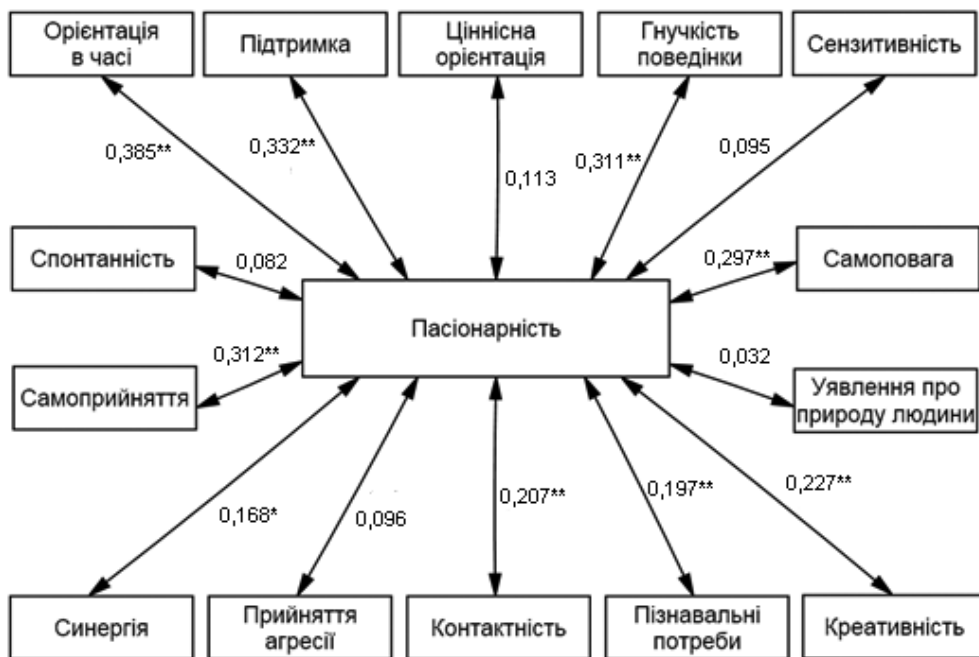 Орієнтація
в часі
Підтримка
Ціннісна
орієнтація
Гнучкість
поведінки
Сензитивність
0,385**
0,332**
0,113
0,311**
0,095
Спонтанність
0,082
0,297**
Самоповага
Пасіонарність
Самоприйняття
0,312**
0,032
Уявлення про
природу людини
0,168*
0,096
0,207**
0,197**
0,227**
Синергія
Прийняття
агресії
Контактність
Пізнавальні
потреби
Креативність